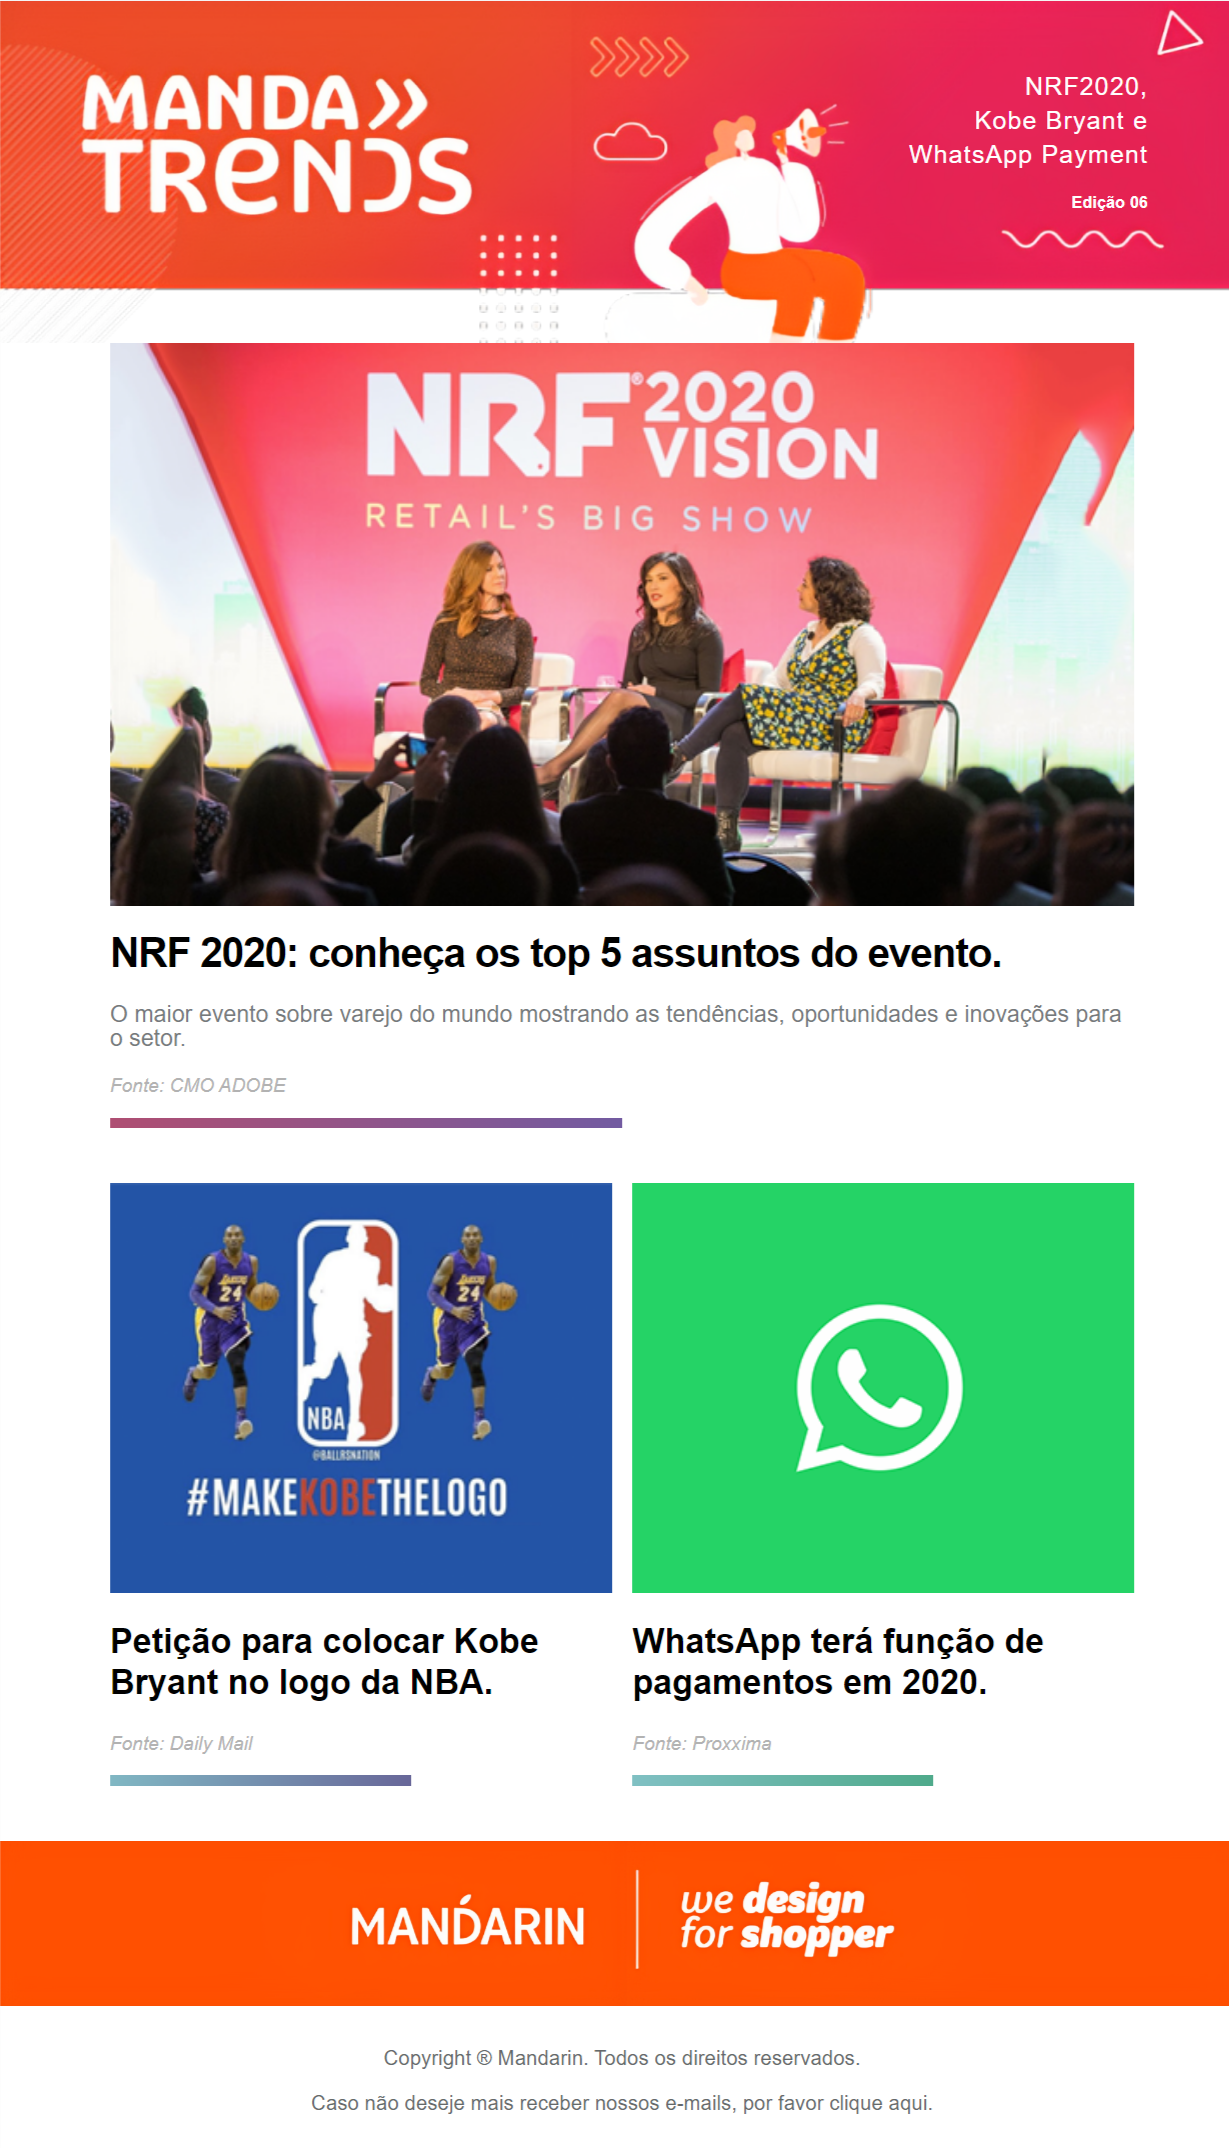 MANDA
TRENDS
NRF2020,
Kobe Bryant e
WhatsApp Payment
Edição 06
NRF® 2020
VISION
RETAIL'S BIG SHOW
NRF 2020: conheça os top 5 assuntos do evento.
O maior evento sobre varejo do mundo mostrando as tendências, oportunidades e inovações para
o setor.
Fonte: CMO ADOBE
LAKERS
24
LAKERS
24
NBA
@BALLRSNATION
#MAKEKOBETHELOGO
Petição para colocar Kobe
Bryant no logo da NBA.
Fonte: Daily Mail
WhatsApp terá função de
pagamentos em 2020.
Fonte: Proxxima
MANDARIN
we design
for shopper
Copyright ® Mandarin. Todos os direitos reservados.
Caso não deseje mais receber nossos e-mails, por favor clique aqui.